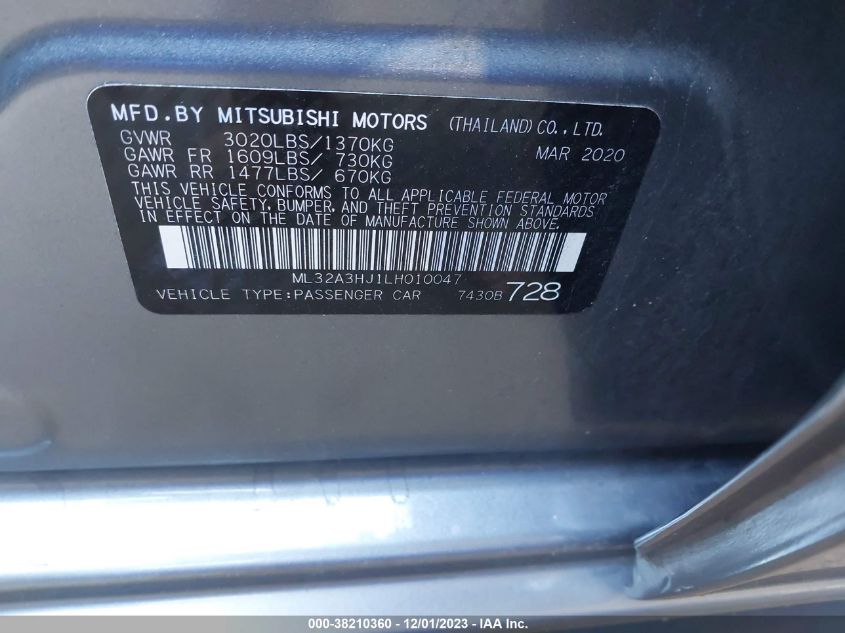 MFD.BY MITSUBISHI MOTORS (THAILAND) CO.,LTD.
GVWR 3020LBS/1370KG MAR 2020
GAWR FR 1609LBS/ 730KG
GAWR RR 1477LBS/ 670KG
THIS VEHICLE CONFORMS TO ALL APPLICABLE FEDERAL MOTOR
VEHICLE SAFETY, BUMPER, AND THEFT PREVENTION STANDARDS
IN EFFECT ON THE DATE OF MANUFACTURE SHOWN ABOVE.
ML32A3HJ1LH010047
VEHICLE TYPE:PASSENGER CAR 7430B 728
000-38210360 - 12/01/2023 - IAA Inc.